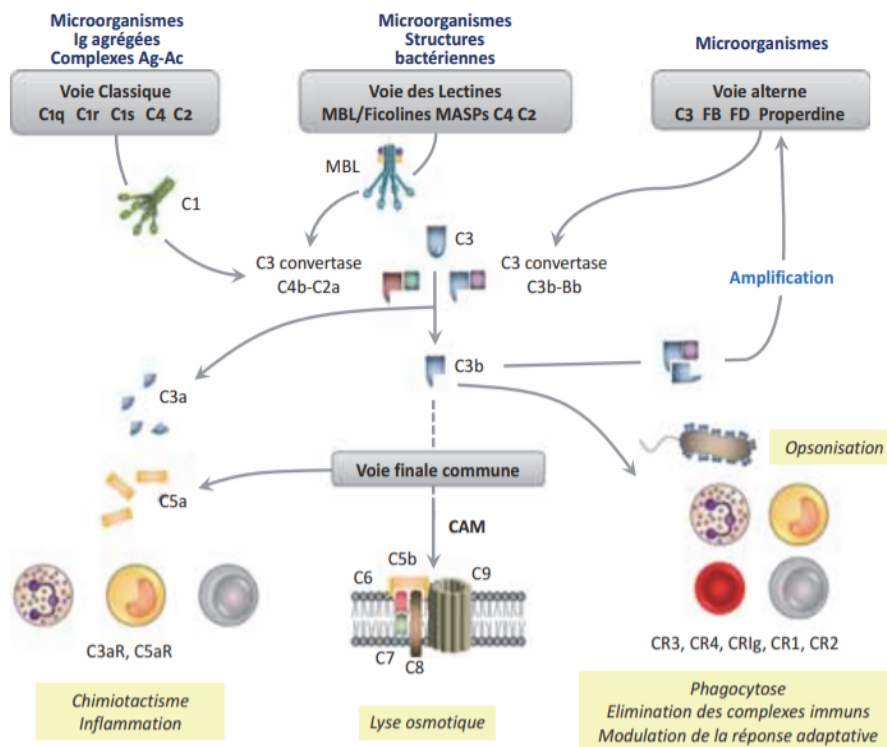 Microorganismes
Ig agrégées
Complexes Ag-Ac
Microorganismes
Structures
bactériennes
Microorganismes
Voie Classique
C1q C1r C1s C4 C2
Voie des Lectines
MBL/Ficolines MASPs C4 C2
Voie alterne
C3 FB FD Properdine
MBL
C1
C3
C3 convertase
C4b-C2a
C3 convertase
C3b-Bb
Amplification
C3b
C3a
Opsonisation
Voie finale commune
C5a
CAM
C5b
C6
C9
C7
C8
C3aR, C5aR
CR3, CR4, CRIg, CR1, CR2
Chimiotactisme
Inflammation
Lyse osmotique
Phagocytose
Elimination des complexes immuns
Modulation de la réponse adaptative